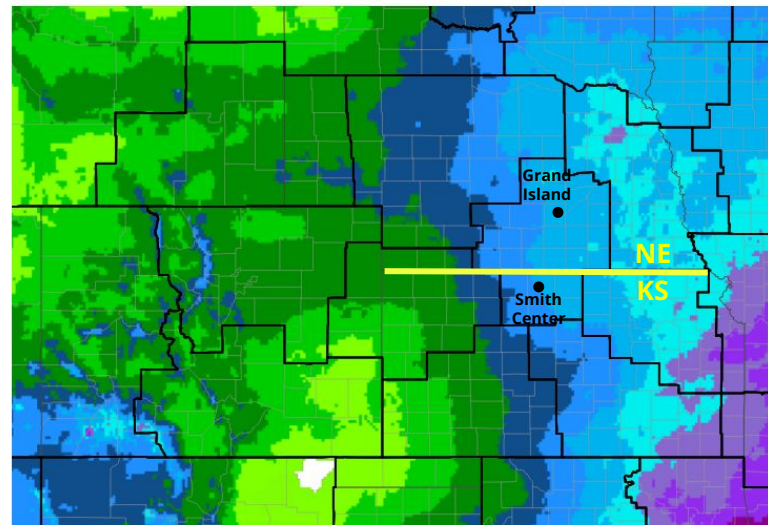 Grand
Island
NE
KS
Smith
Center